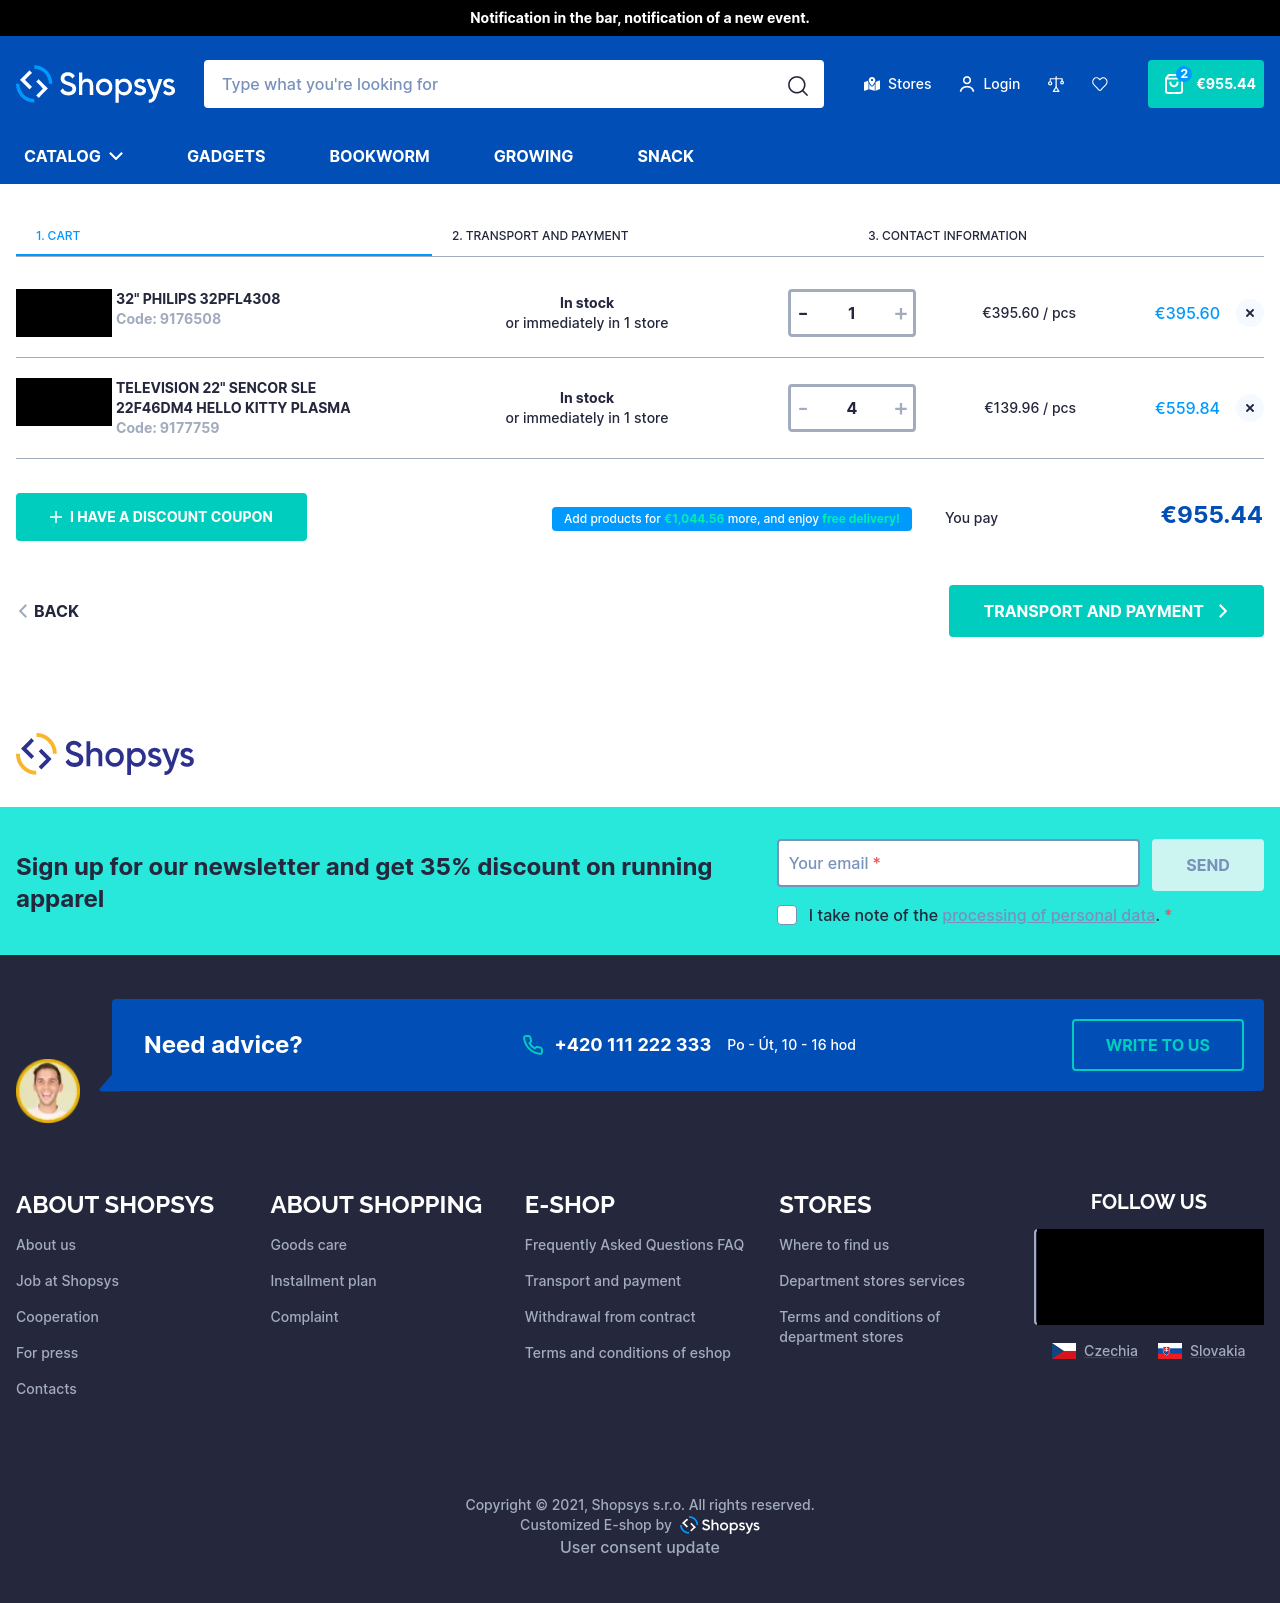 Notification in the bar, notification of a new event.
Shopsys
Type what you're looking for
Stores
Login
2
€955.44
CATALOG
GADGETS
BOOKWORM
GROWING
SNACK
1. CART
2. TRANSPORT AND PAYMENT
3. CONTACT INFORMATION
32" PHILIPS 32PFL4308
Code: 9176508
In stock
or immediately in 1 store
- 1 +
€395.60 / pcs
€395.60
TELEVISION 22" SENCOR SLE
22F46DM4 HELLO KITTY PLASMA
Code: 9177759
In stock
or immediately in 1 store
- 4 +
€139.96 / pcs
€559.84
+ I HAVE A DISCOUNT COUPON
Add products for €1,044.56 more, and enjoy free delivery!
You pay
€955.44
BACK
TRANSPORT AND PAYMENT
Shopsys
Sign up for our newsletter and get 35% discount on running
apparel
Your email *
SEND
I take note of the processing of personal data. *
Need advice?
+420 111 222 333
Po - Út, 10 - 16 hod
WRITE TO US
ABOUT SHOPSYS
About us
Job at Shopsys
Cooperation
For press
Contacts
ABOUT SHOPPING
Goods care
Installment plan
Complaint
E-SHOP
Frequently Asked Questions FAQ
Transport and payment
Withdrawal from contract
Terms and conditions of eshop
STORES
Where to find us
Department stores services
Terms and conditions of
department stores
FOLLOW US
Czechia
Slovakia
Copyright © 2021, Shopsys s.r.o. All rights reserved.
Customized E-shop by Shopsys
User consent update